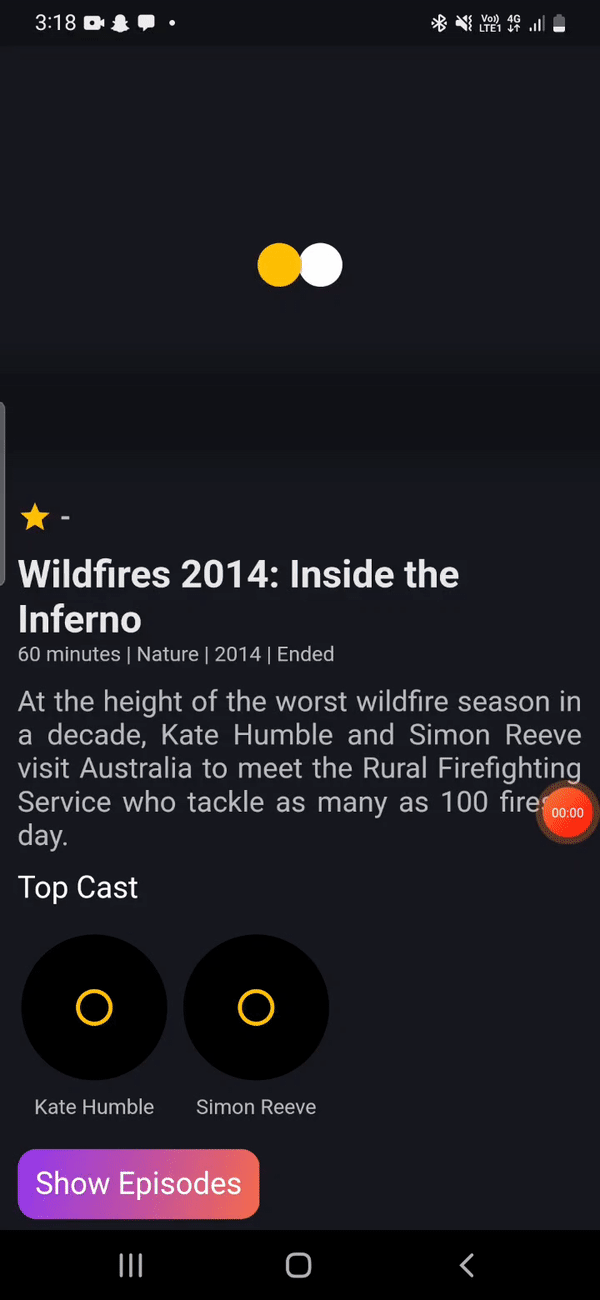 3:18
Vo)) 4G
LTE1
-
Wildfires 2014: Inside the
Inferno
60 minutes | Nature | 2014 | Ended
At the height of the worst wildfire season in
a decade, Kate Humble and Simon Reeve
visit Australia to meet the Rural Firefighting
Service who tackle as many as 100 fires
00:00
day.
Top Cast
Kate Humble Simon Reeve
Show Episodes